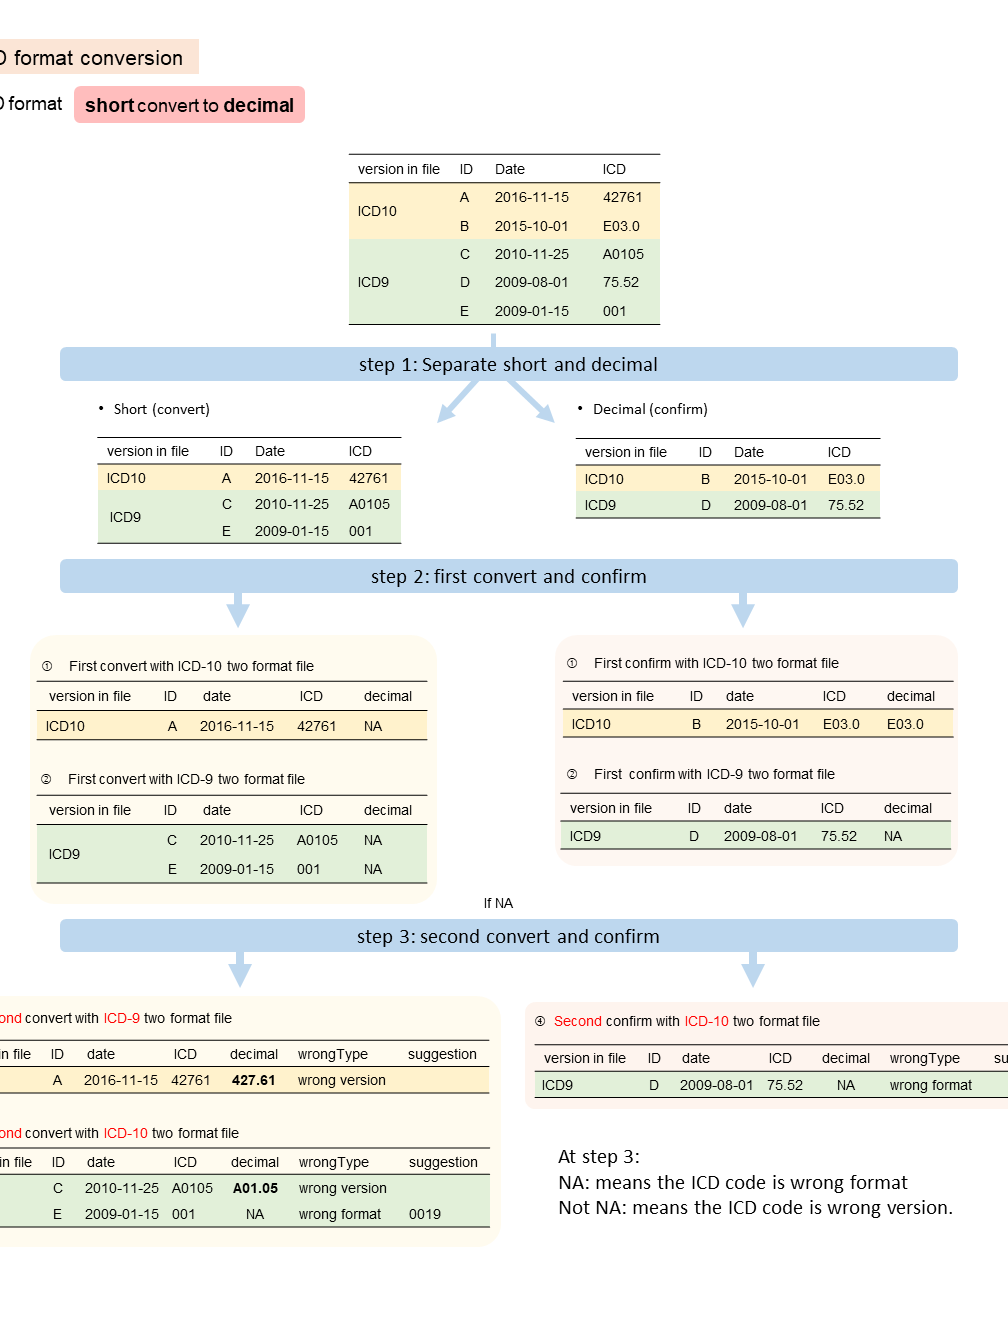 D format conversion
D format short convert to decimal
version in file ID Date ICD
ICD10 A 2016-11-15 42761
B 2015-10-01 E03.0
ICD9 C 2010-11-25 A0105
D 2009-08-01 75.52
E 2009-01-15 001
step 1: Separate short and decimal
• Short (convert)
version in file ID Date ICD
ICD10 A 2016-11-15 42761
ICD9 C 2010-11-25 A0105
E 2009-01-15 001
• Decimal (confirm)
version in file ID Date ICD
ICD10 B 2015-10-01 E03.0
ICD9 D 2009-08-01 75.52
step 2: first convert and confirm
① First convert with ICD-10 two format file
version in file ID date ICD decimal
ICD10 A 2016-11-15 42761 NA
② First convert with ICD-9 two format file
version in file ID date ICD decimal
ICD9 C 2010-11-25 A0105 NA
E 2009-01-15 001 NA
① First confirm with ICD-10 two format file
version in file ID date ICD decimal
ICD10 B 2015-10-01 E03.0 E03.0
② First confirm with ICD-9 two format file
version in file ID date ICD decimal
ICD9 D 2009-08-01 75.52 NA
If NA
step 3: second convert and confirm
ond convert with ICD-9 two format file
in file ID date ICD decimal wrongType suggestion
A 2016-11-15 42761 427.61 wrong version
ond convert with ICD-10 two format file
in file ID date ICD decimal wrongType suggestion
C 2010-11-25 A0105 A01.05 wrong version
E 2009-01-15 001 NA wrong format 0019
④ Second confirm with ICD-10 two format file
version in file ID date ICD decimal wrongType su
ICD9 D 2009-08-01 75.52 NA wrong format
At step 3:
NA: means the ICD code is wrong format
Not NA: means the ICD code is wrong version.